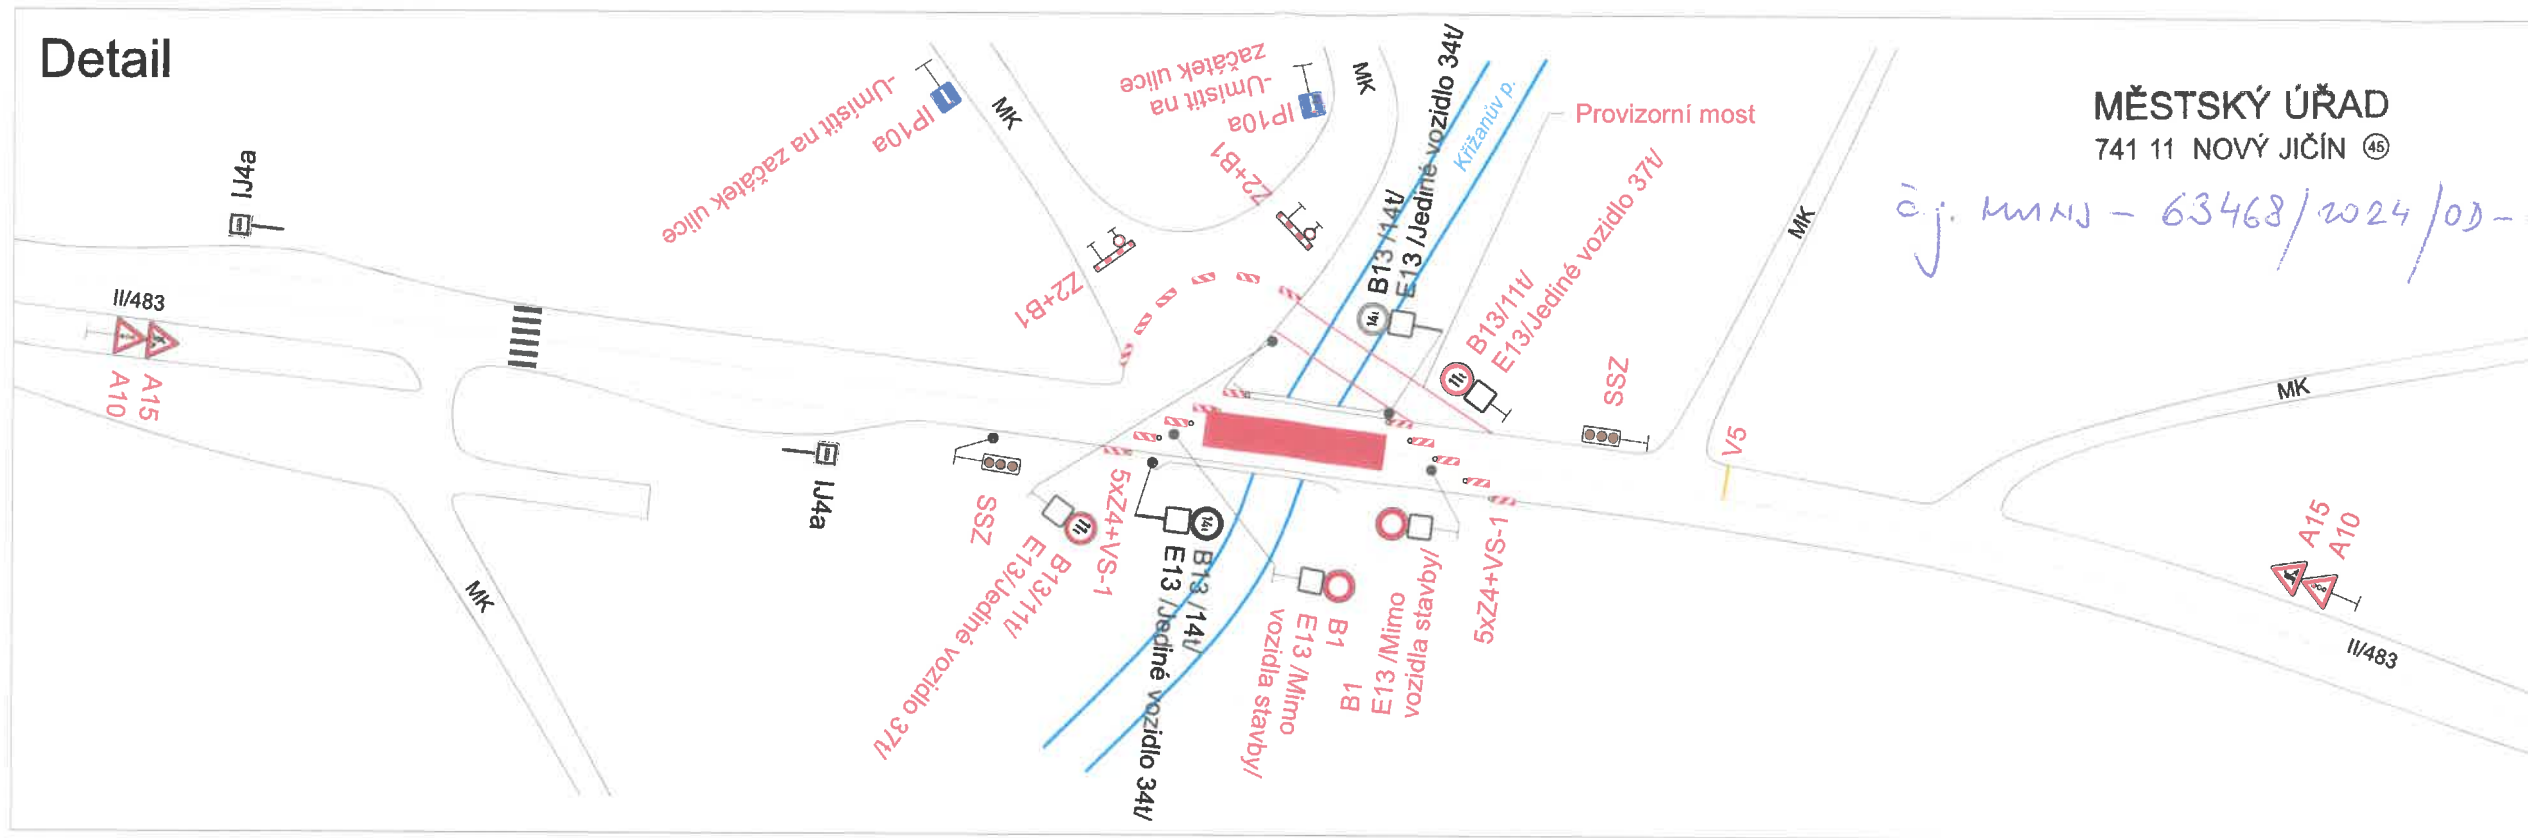 Detail
MĚSTSKÝ ÚŘAD
741 11 NOVÝ JIČÍN 45
63468/2024/OD-
IJ4a
II/483
A10
A15
IP10a
-Umístit na začátek ulice
MK
IP10a
-Umístit na
začátek ulice
MK
Z2+B1
Z2+B1
B13 /14t/
E13 /Jediné vozidlo 34t/
Křižanův p.
Provizorní most
14t
B13/11t/
E13/Jediné vozidlo 37t/
11t
SSZ
MK
V5
MK
IJ4a
SSZ
11t
B13/11t/
E13/Jediné vozidlo 37t/
5xZ4+VS-1
14t
B13 /14t/
E13 /Jediné vozidlo 34t/
B1
E13 /Mimo
vozidla stavby/
B1
E13 /Mimo
vozidla stavby/
5xZ4+VS-1
MK
A15
A10
II/483